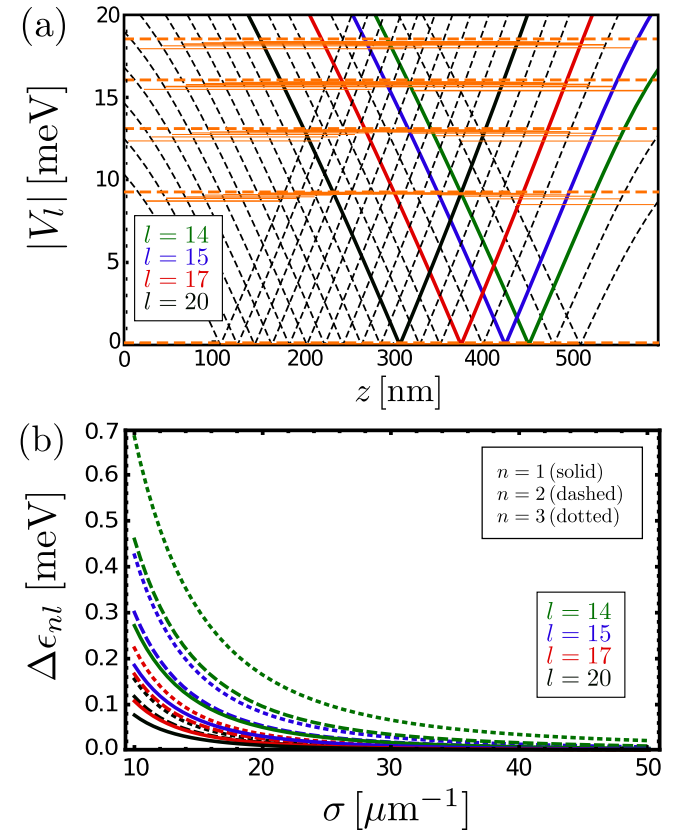 (a)
|V_l| [meV]
20
15
10
5
0
l = 14
l = 15
l = 17
l = 20
0 100 200 300 400 500
z [nm]
(b)
Δϵ_{nl} [meV]
0.7
0.6
0.5
0.4
0.3
0.2
0.1
0.0
n = 1 (solid)
n = 2 (dashed)
n = 3 (dotted)
l = 14
l = 15
l = 17
l = 20
10 20 30 40 50
σ [μm⁻¹]